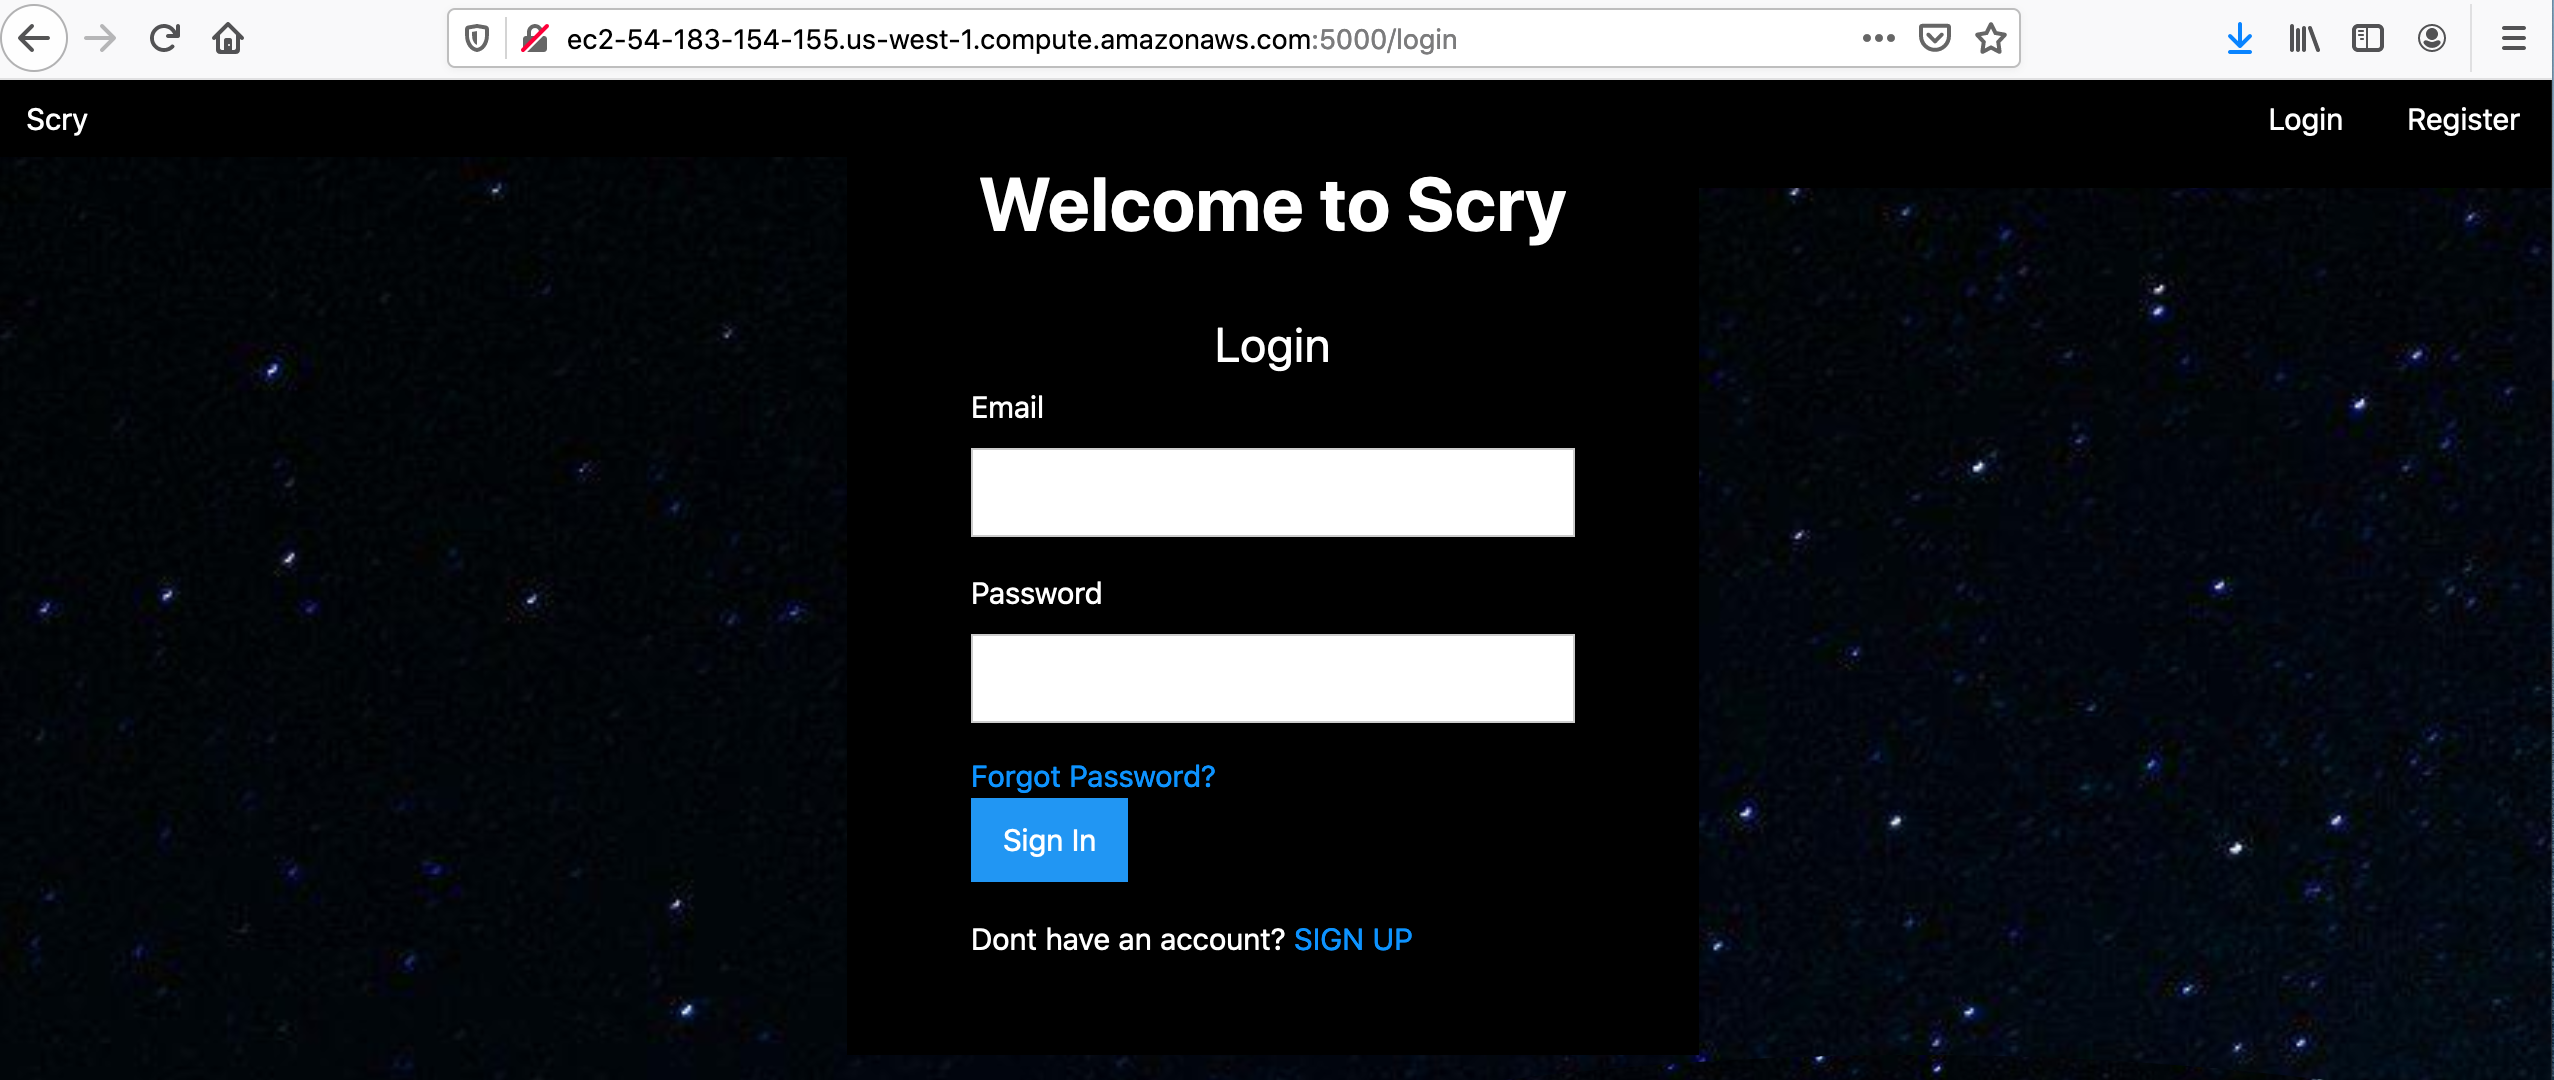 ec2-54-183-154-155.us-west-1.compute.amazonaws.com:5000/login
Scry
Login
Register
Welcome to Scry
Login
Email
Password
Forgot Password?
Sign In
Dont have an account? SIGN UP